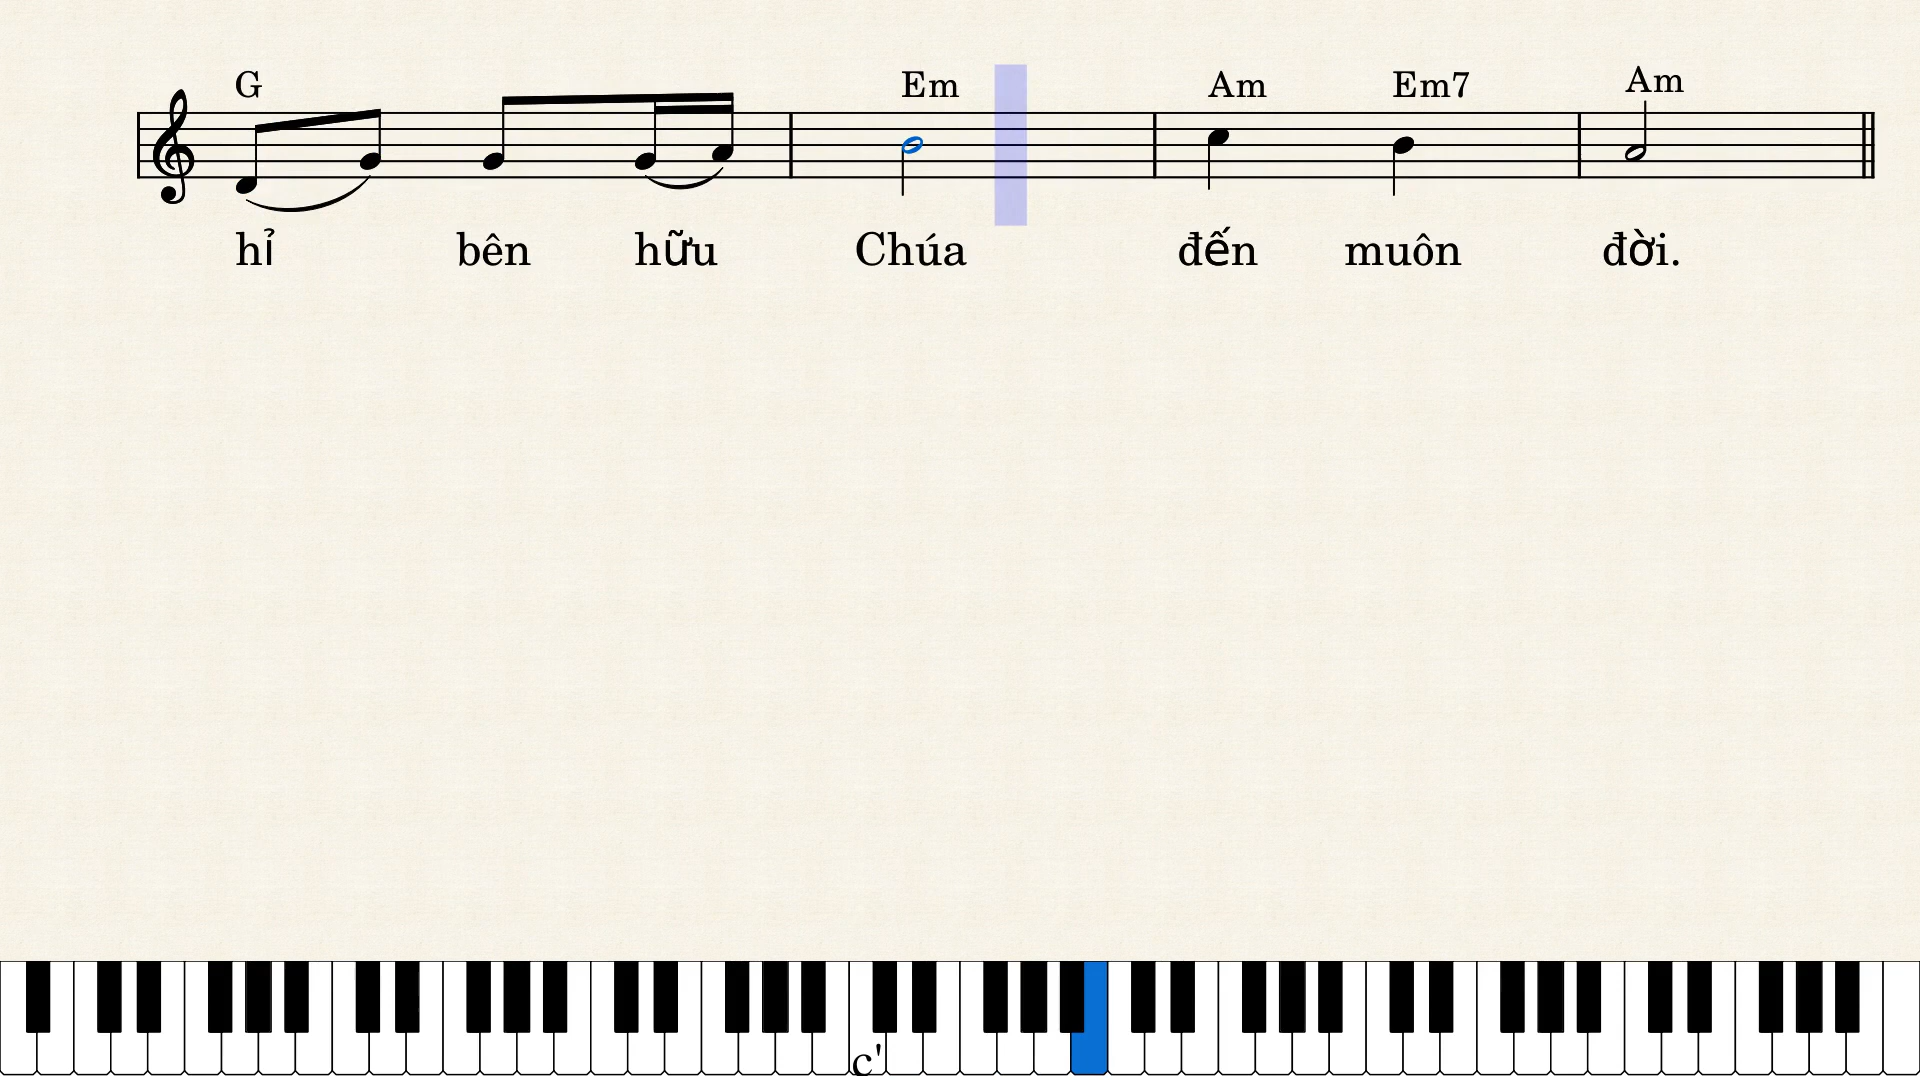 G Em Am Em7 Am
hỉ bên hữu Chúa đến muôn đời.
c'